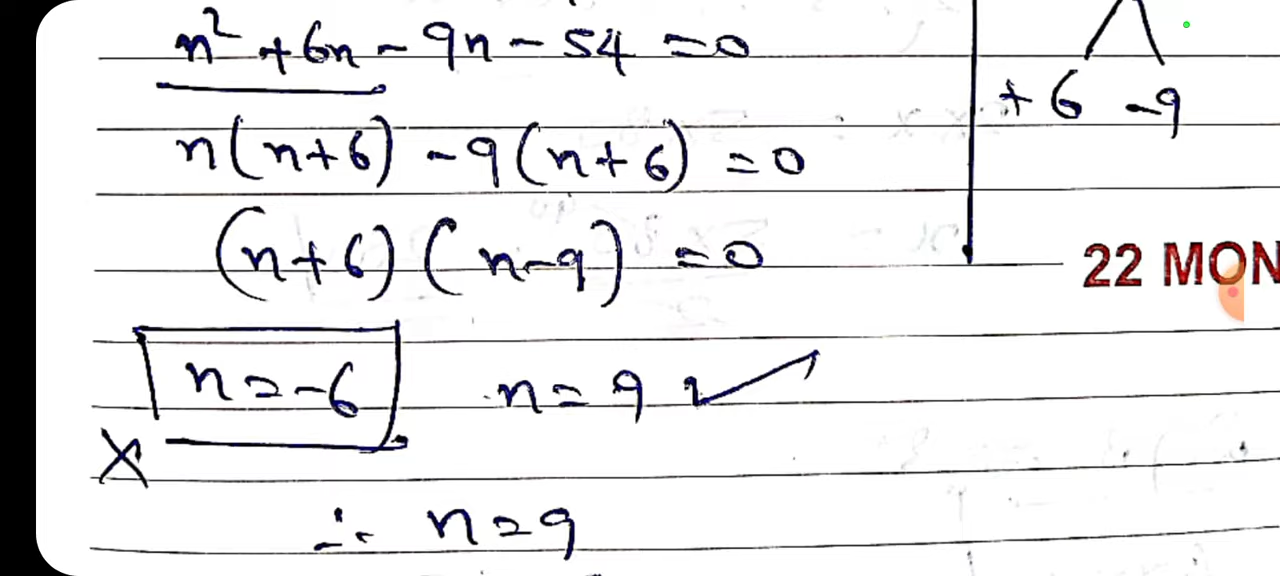 n² + 6n - 9n - 54 = 0
+ 6 - 9
n(n+6) - 9(n+6) = 0
(n+6) (n-9) = 0
22 MON
n = -6 n = 9 ✓
X
∴ n = 9